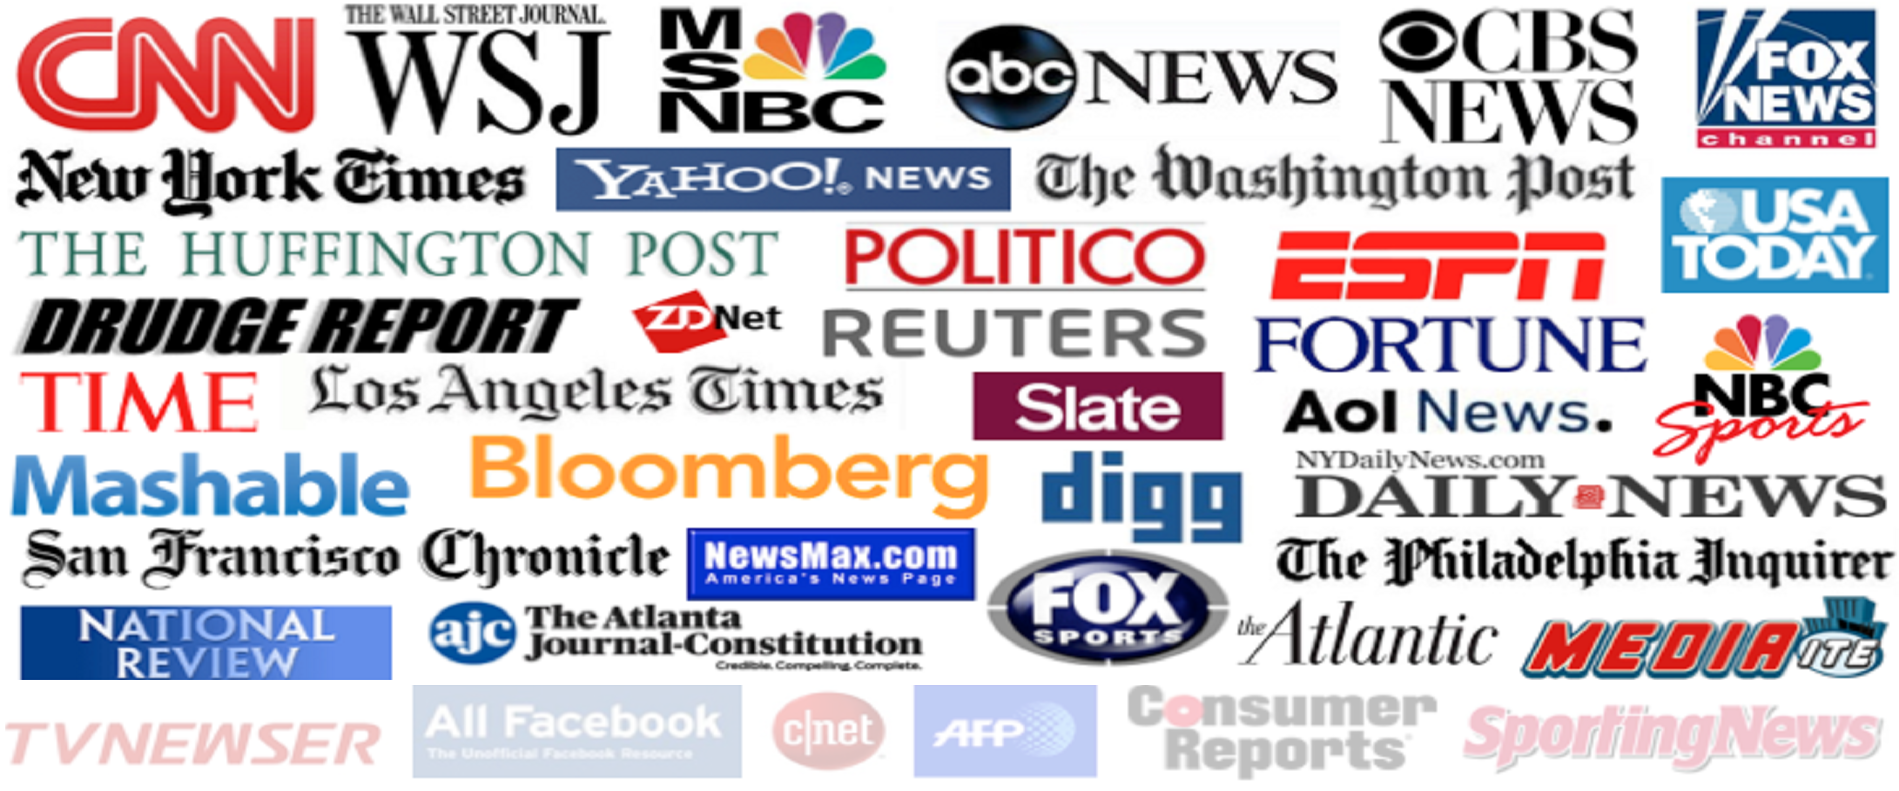 CNN
THE WALL STREET JOURNAL.
WSJ
MSNBC
abc NEWS
CBS NEWS
FOX NEWS channel
New York Times
YAHOO! NEWS
The Washington Post
USA TODAY
THE HUFFINGTON POST
POLITICO
ESPN
DRUDGE REPORT
ZDNet
REUTERS
FORTUNE
NBC Sports
TIME
Los Angeles Times
Slate
Aol News.
Mashable
Bloomberg
digg
NYDailyNews.com
DAILY NEWS
San Francisco Chronicle
NewsMax.com
America's News Page
FOX SPORTS
The Philadelphia Inquirer
NATIONAL REVIEW
ajc The Atlanta Journal-Constitution
Credible. Compelling. Complete.
the Atlantic
MEDIAITE
TVNEWSER
All Facebook
The Unofficial Facebook Resource
c|net
AFP
Consumer Reports
SportingNews